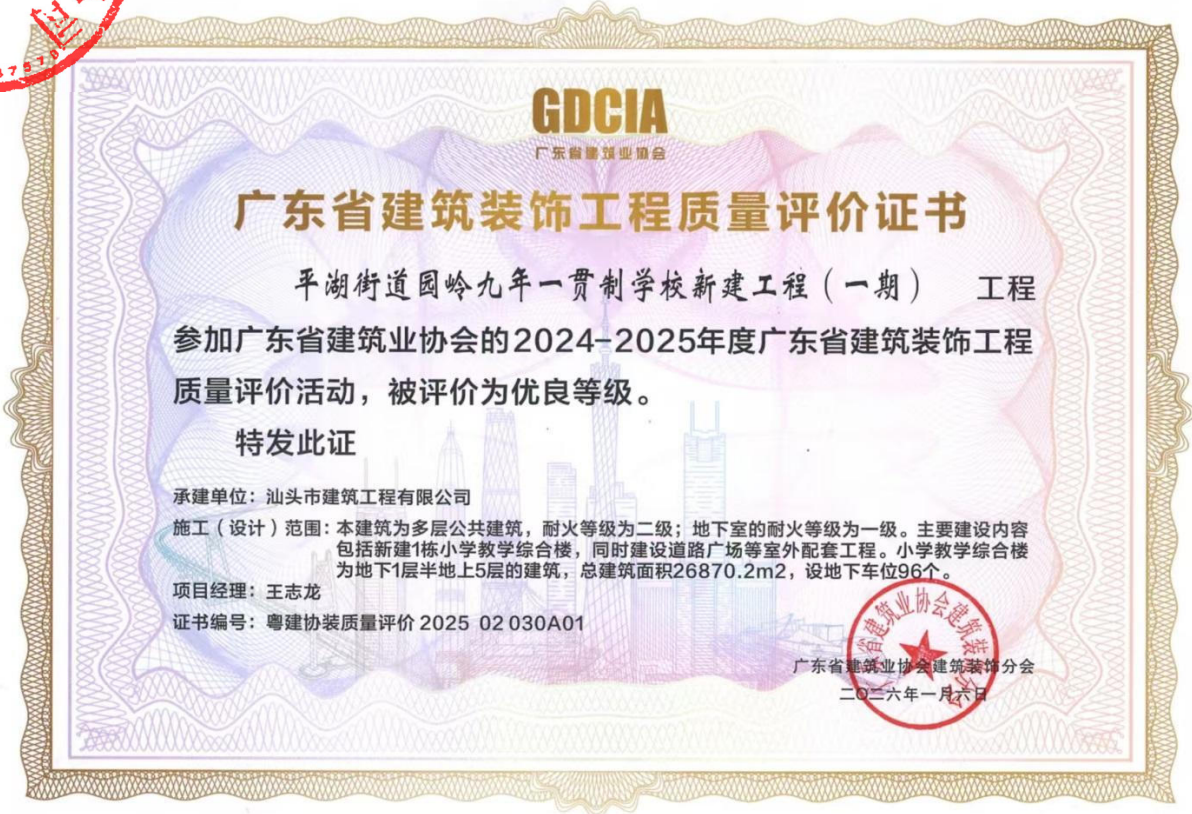 GDCIA
广东省建筑业协会
广东省建筑装饰工程质量评价证书
平湖街道园岭九年一贯制学校新建工程（一期） 工程
参加广东省建筑业协会的2024-2025年度广东省建筑装饰工程
质量评价活动，被评价为优良等级。
特发此证
承建单位：汕头市建筑工程有限公司
施工（设计）范围：本建筑为多层公共建筑，耐火等级为二级；地下室的耐火等级为一级。主要建设内容
包括新建1栋小学教学综合楼，同时建设道路广场等室外配套工程。小学教学综合楼
为地下1层半地上5层的建筑，总建筑面积26870.2m2，设地下车位96个。
项目经理：王志龙
证书编号：粤建协装质量评价 2025 02 030A01
广东省建筑业协会建筑装饰分会
二〇二六年一月六日